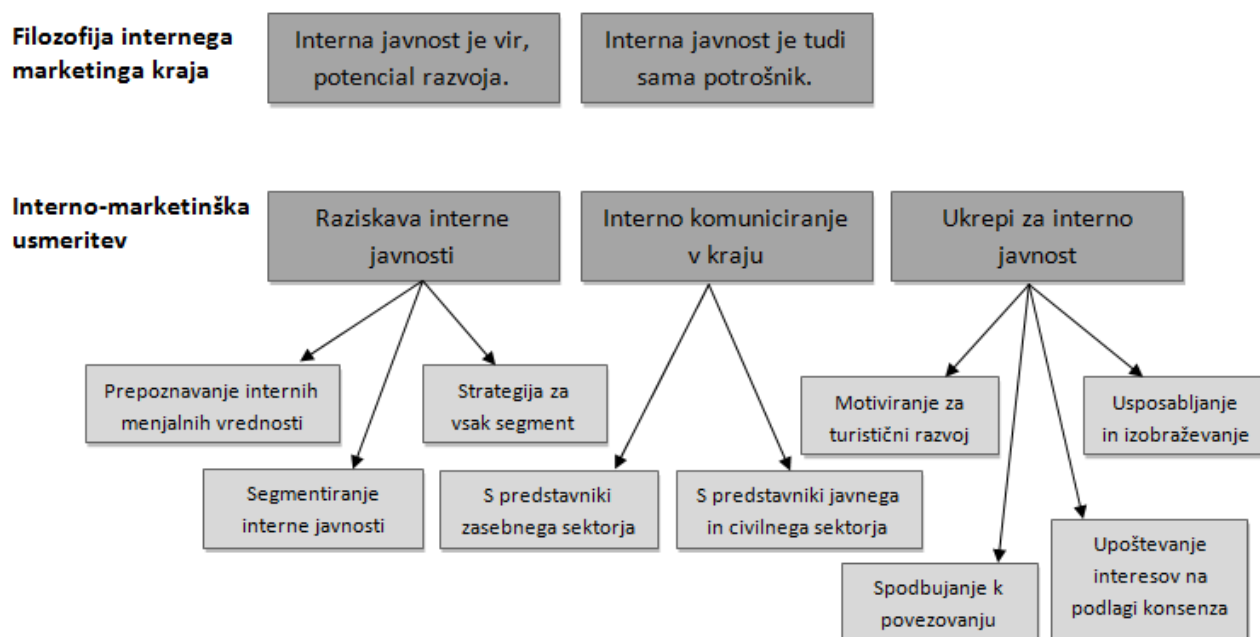 Filozofija internega
marketinga kraja
Interna javnost je vir,
potencial razvoja.
Interna javnost je tudi
sama potrošnik.
Interno-marketinška
usmeritev
Raziskava interne
javnosti
Interno komuniciranje
v kraju
Ukrepi za interno
javnost
Prepoznavanje internih
menjalnih vrednosti
Strategija za
vsak segment
Motiviranje za
turistični razvoj
Usposabljanje
in izobraževanje
Segmentiranje
interne javnosti
S predstavniki
zasebnega sektorja
S predstavniki javnega
in civilnega sektorja
Upoštevanje
interesov na
podlagi konsenza
Spodbujanje k
povezovanju